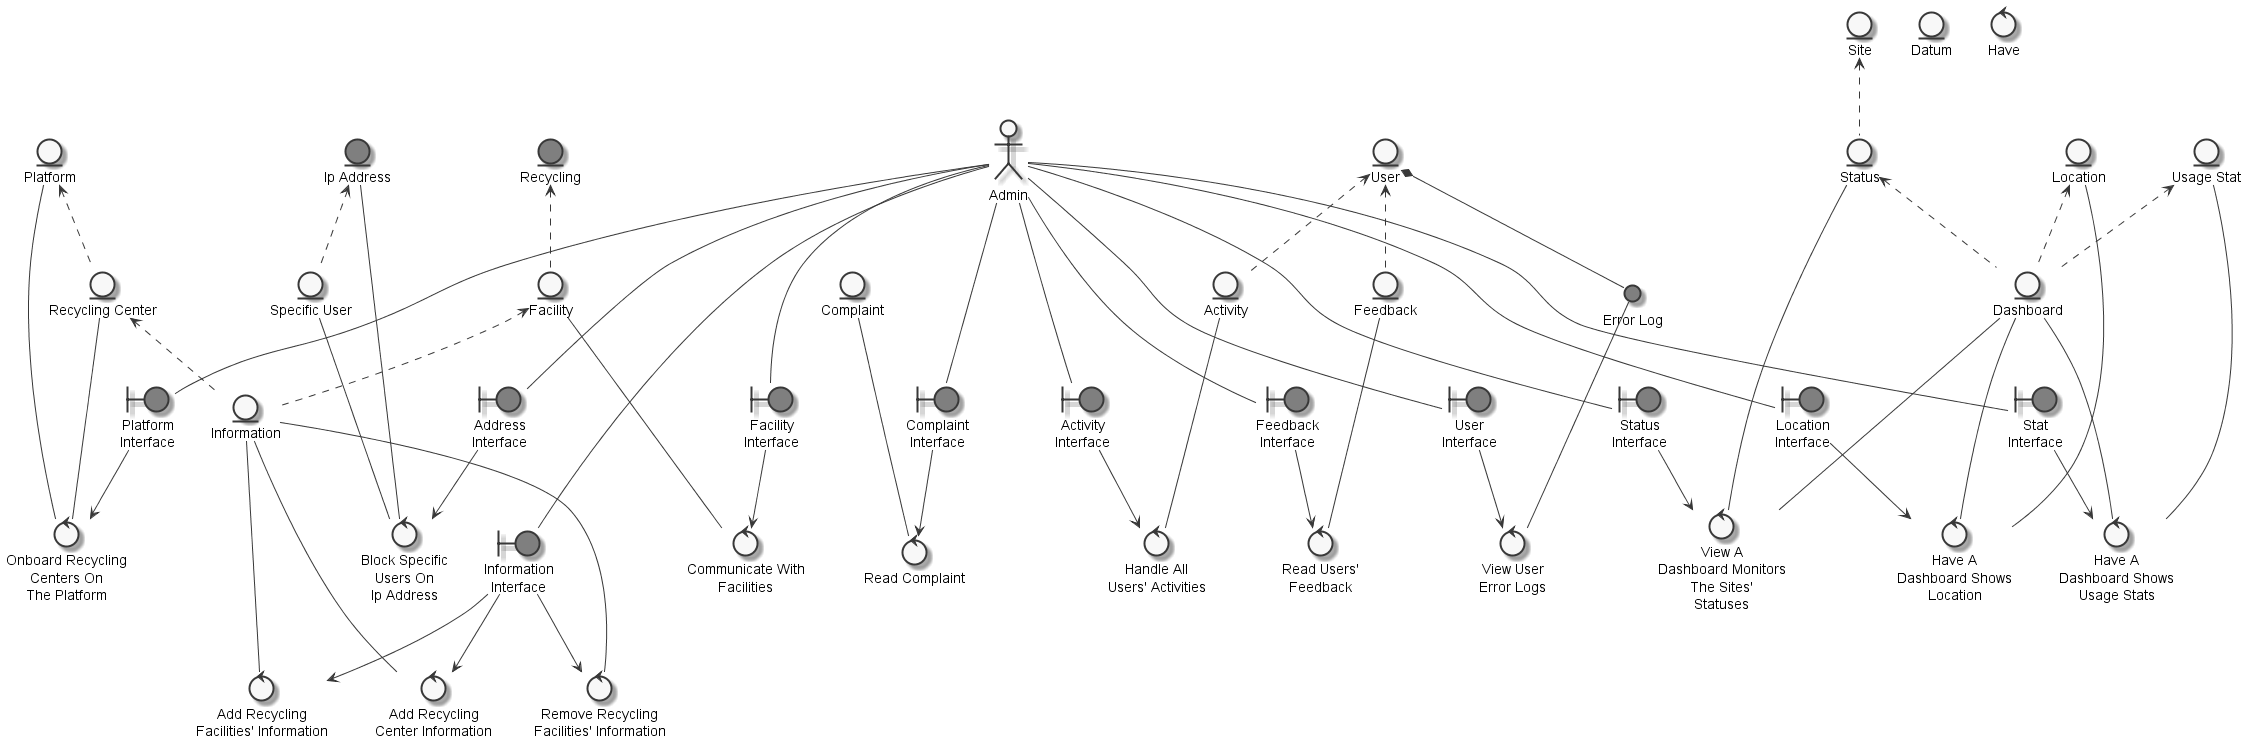 Site
Datum
Have
Platform
Ip Address
Recycling
Admin
User
Status
Location
Usage Stat
Recycling Center
Specific User
Facility
Complaint
Activity
Feedback
Error Log
Dashboard
Platform
Interface
Information
Address
Interface
Facility
Interface
Complaint
Interface
Activity
Interface
Feedback
Interface
User
Interface
Status
Interface
Location
Interface
Stat
Interface
Onboard Recycling
Centers On
The Platform
Block Specific
Users On
Ip Address
Information
Interface
Communicate With
Facilities
Read Complaint
Handle All
Users' Activities
Read Users'
Feedback
View User
Error Logs
View A
Dashboard Monitors
The Sites'
Statuses
Have A
Dashboard Shows
Location
Have A
Dashboard Shows
Usage Stats
Add Recycling
Facilities' Information
Add Recycling
Center Information
Remove Recycling
Facilities' Information